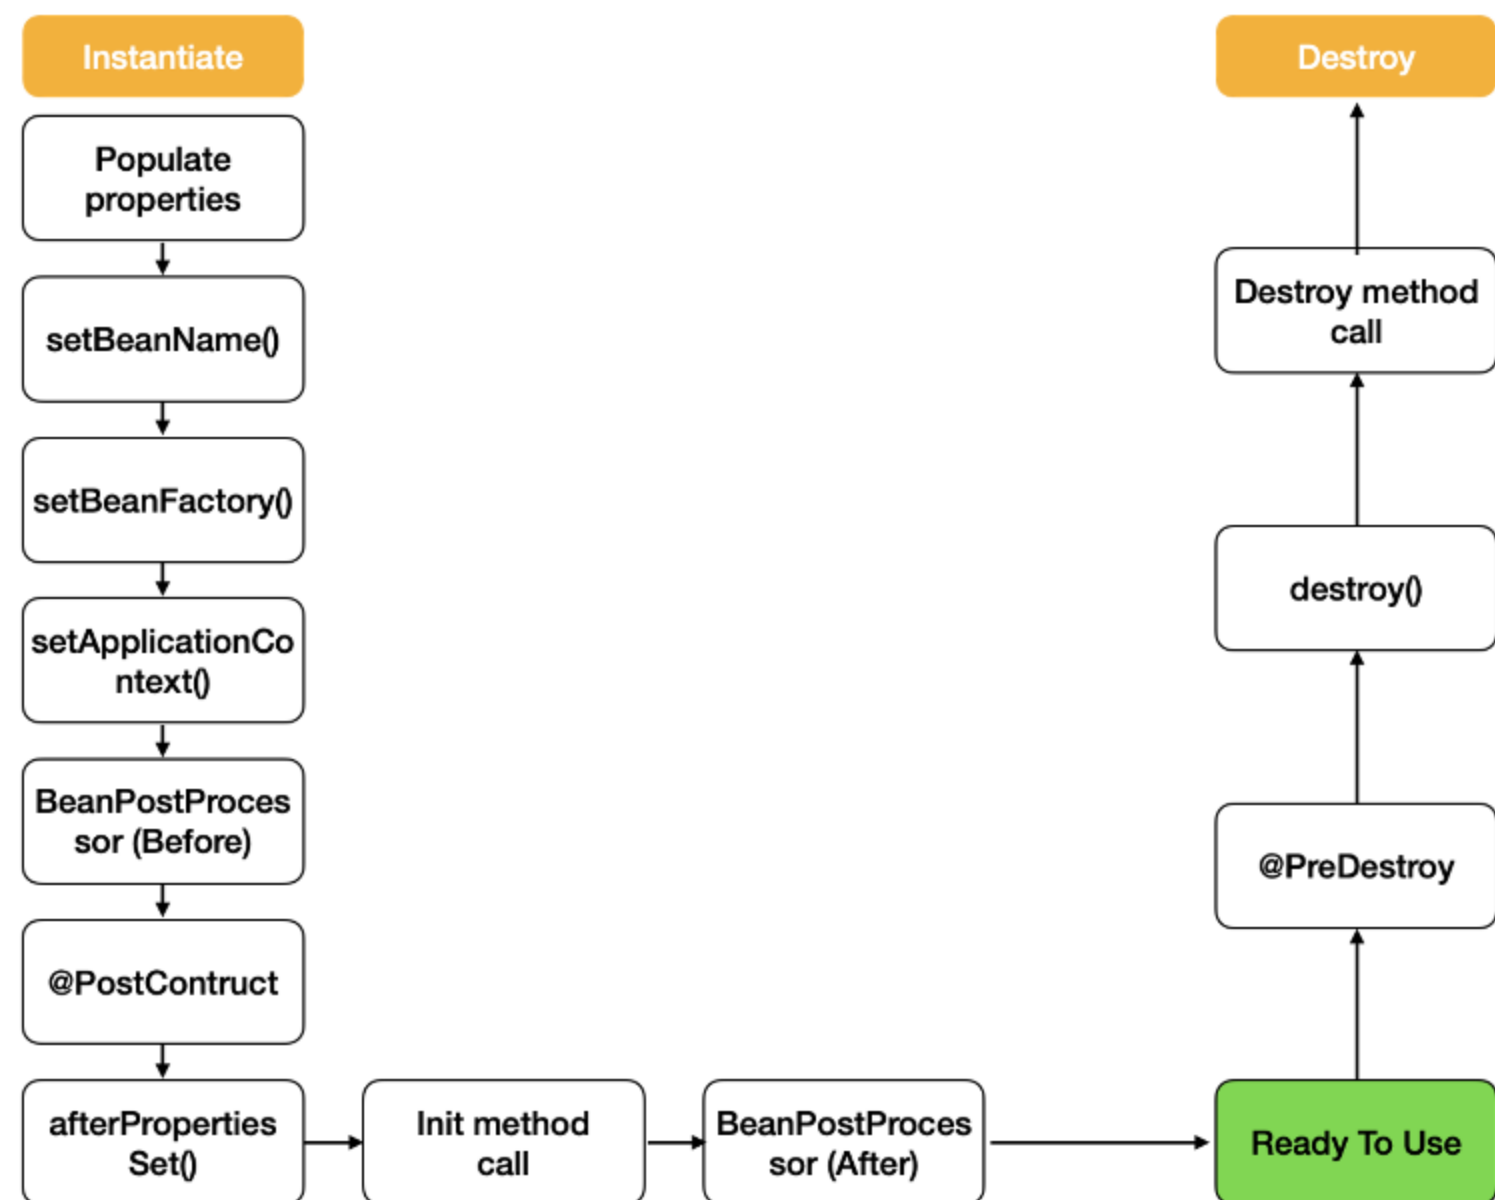 Instantiate
Populate
properties
setBeanName()
setBeanFactory()
setApplicationCo
ntext()
BeanPostProces
sor (Before)
@PostContruct
afterProperties
Set()
Init method
call
BeanPostProces
sor (After)
Ready To Use
@PreDestroy
destroy()
Destroy method
call
Destroy